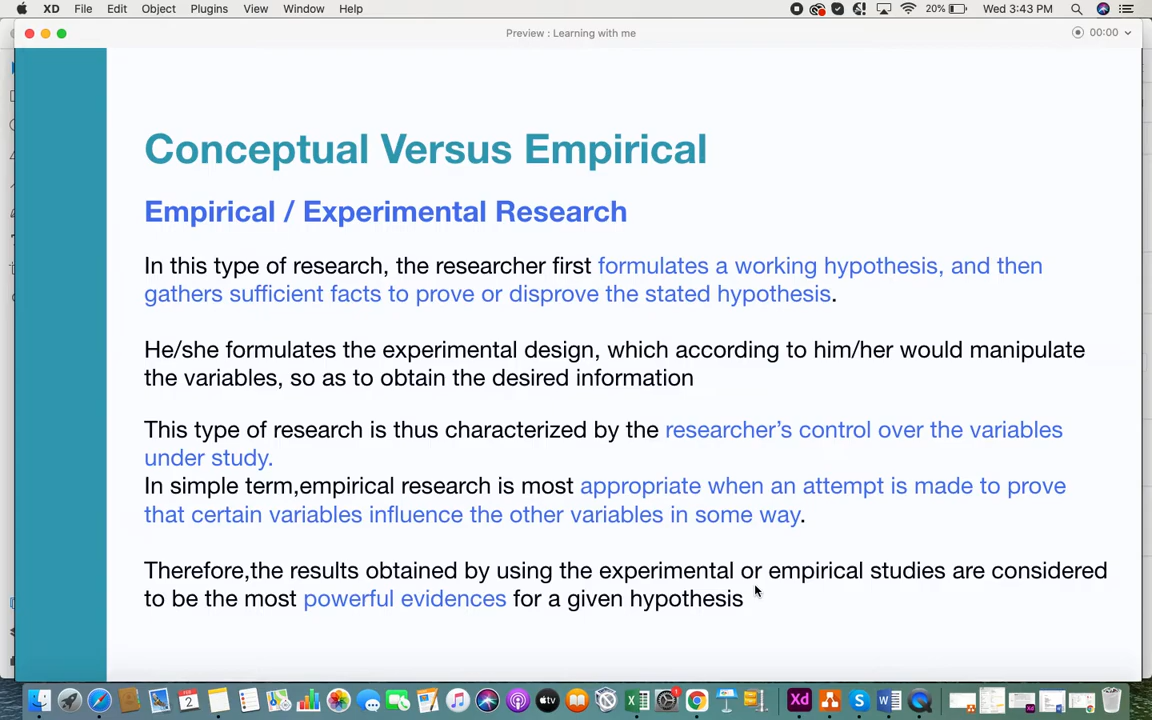 XD File Edit Object Plugins View Window Help 20% Wed 3:43 PM
Preview : Learning with me 00:00
Conceptual Versus Empirical
Empirical / Experimental Research
In this type of research, the researcher first formulates a working hypothesis, and then
gathers sufficient facts to prove or disprove the stated hypothesis.
He/she formulates the experimental design, which according to him/her would manipulate
the variables, so as to obtain the desired information
This type of research is thus characterized by the researcher’s control over the variables
under study.
In simple term,empirical research is most appropriate when an attempt is made to prove
that certain variables influence the other variables in some way.
Therefore,the results obtained by using the experimental or empirical studies are considered
to be the most powerful evidences for a given hypothesis